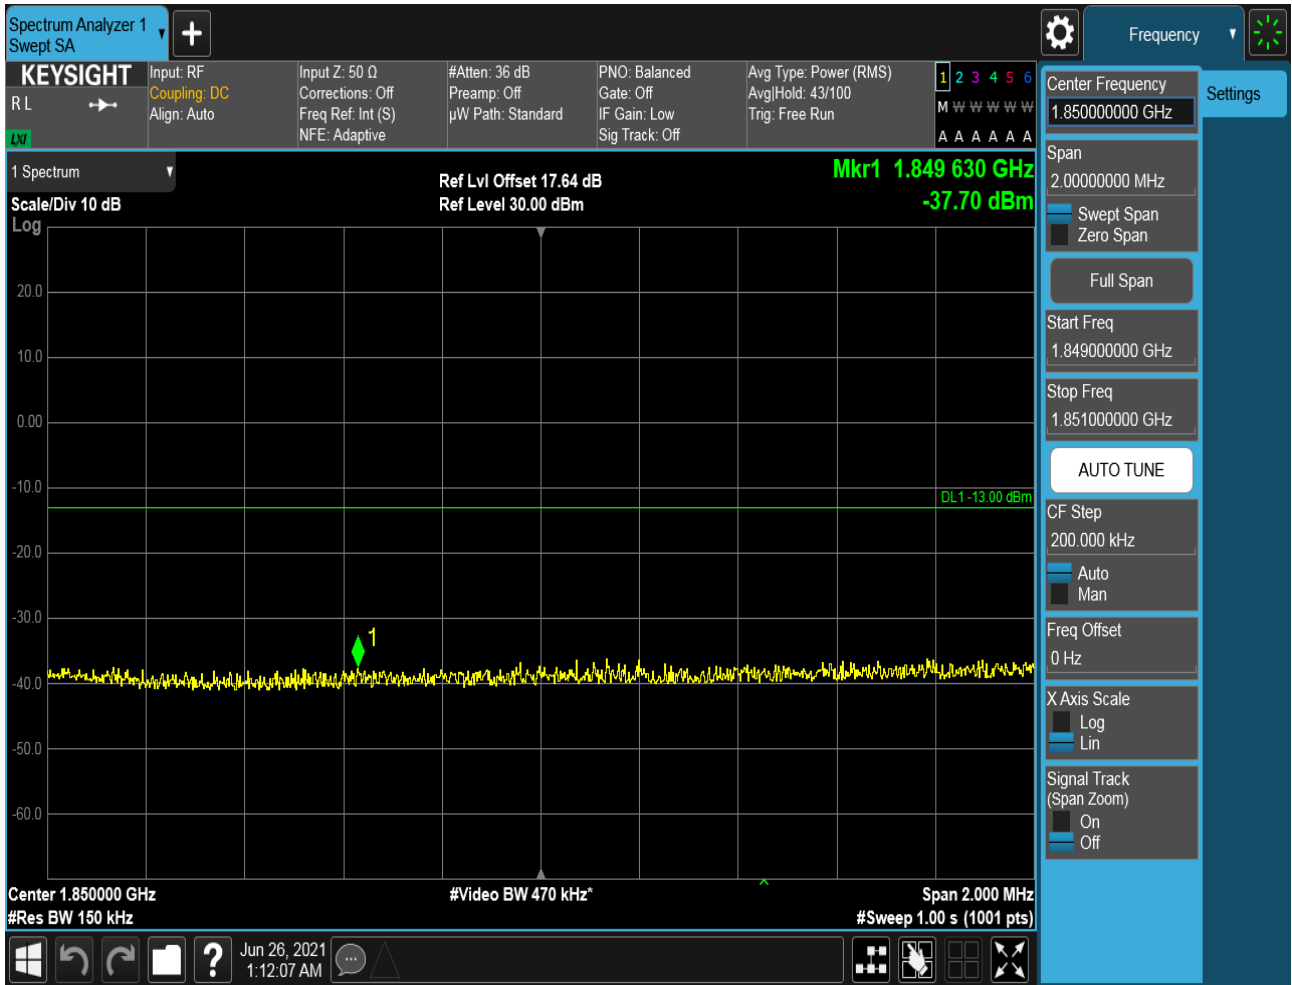 Spectrum Analyzer 1
Swept SA
Frequency
KEYSIGHT
R L
LXI
Input: RF
Coupling: DC
Align: Auto
Input Z: 50 Ω
Corrections: Off
Freq Ref: Int (S)
NFE: Adaptive
#Atten: 36 dB
Preamp: Off
µW Path: Standard
PNO: Balanced
Gate: Off
IF Gain: Low
Sig Track: Off
Avg Type: Power (RMS)
Avg|Hold: 43/100
Trig: Free Run
1 2 3 4 5 6
M W W W W W
A A A A A A
1 Spectrum
Scale/Div 10 dB
Log
Ref Lvl Offset 17.64 dB
Ref Level 30.00 dBm
Mkr1 1.849 630 GHz
-37.70 dBm
20.0
10.0
0.00
-10.0
DL1 -13.00 dBm
-20.0
-30.0
1
-40.0
-50.0
-60.0
Center 1.850000 GHz
#Video BW 470 kHz*
Span 2.000 MHz
#Res BW 150 kHz
#Sweep 1.00 s (1001 pts)
Jun 26, 2021
1:12:07 AM
Center Frequency
1.850000000 GHz
Settings
Span
2.00000000 MHz
Swept Span
Zero Span
Full Span
Start Freq
1.849000000 GHz
Stop Freq
1.851000000 GHz
AUTO TUNE
CF Step
200.000 kHz
Auto
Man
Freq Offset
0 Hz
X Axis Scale
Log
Lin
Signal Track
(Span Zoom)
On
Off